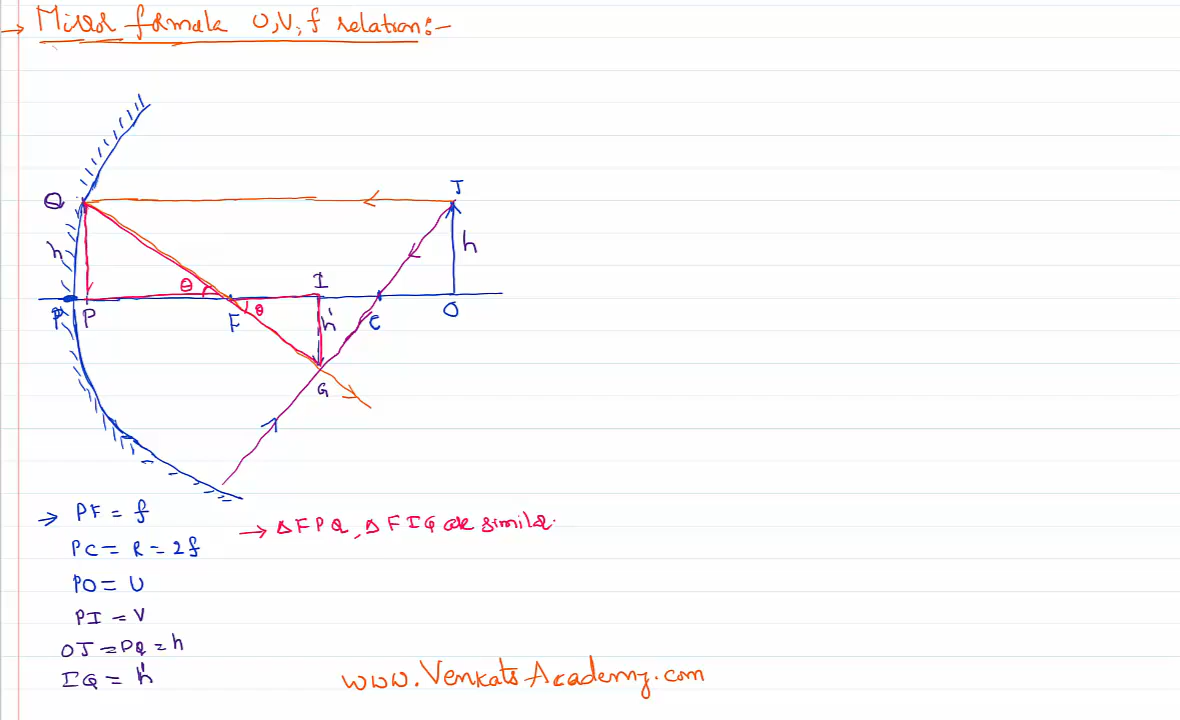 → Mirror formula U, V, f relation:-
Q
J
h
h
θ
I
P
P
F
θ
h'
C
O
G
→ PF = f
PC = R = 2f
PO = U
PI = V
OJ = PQ = h
IG = h'
→ ΔFPQ, ΔFIG are similar.
www.VenkatsAcademy.com